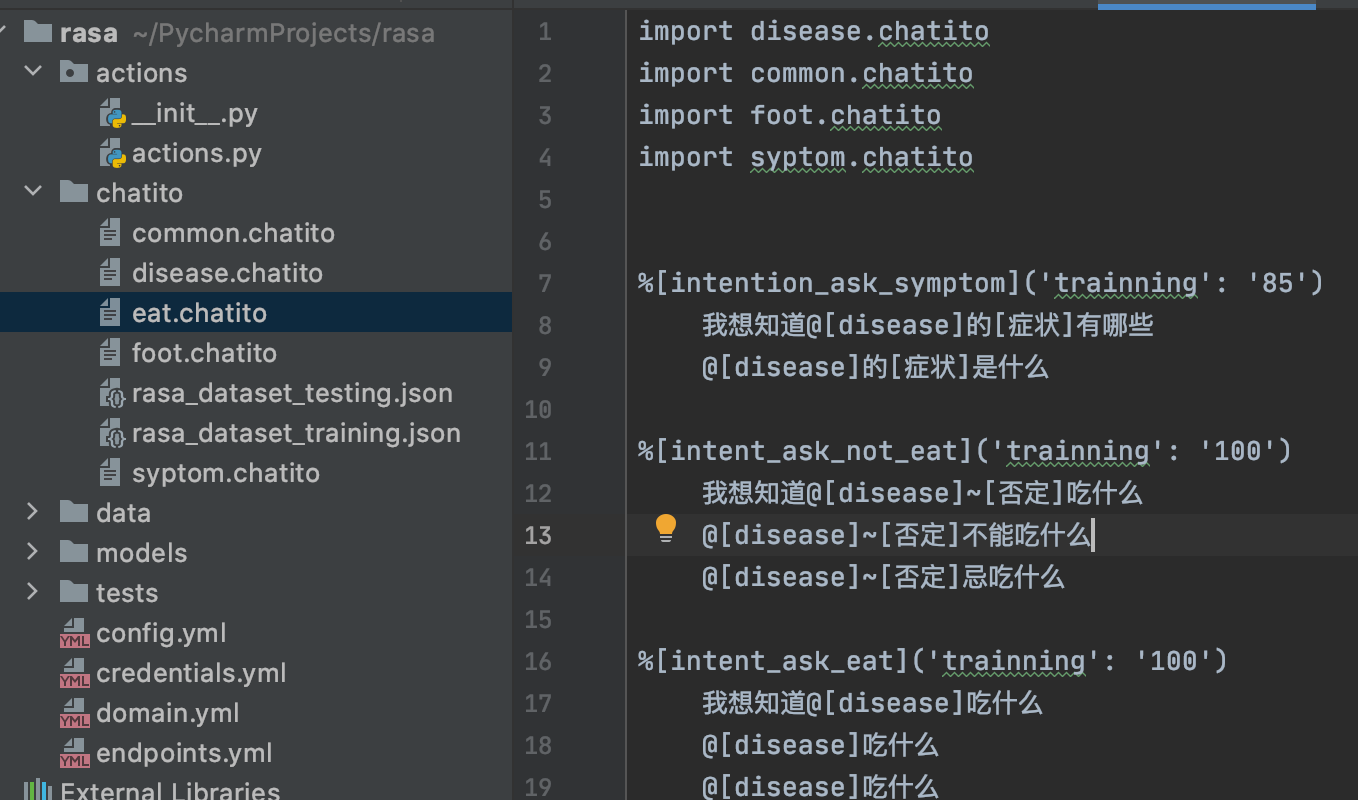 rasa ~/PycharmProjects/rasa
actions
__init__.py
actions.py
chatito
common.chatito
disease.chatito
eat.chatito
foot.chatito
rasa_dataset_testing.json
rasa_dataset_training.json
syptom.chatito
data
models
tests
YML config.yml
YML credentials.yml
YML domain.yml
YML endpoints.yml
External Libraries
1 import disease.chatito
2 import common.chatito
3 import foot.chatito
4 import syptom.chatito
5
6
7 %[intention_ask_symptom]('trainning': '85')
8 我想知道@[disease]的[症状]有哪些
9 @[disease]的[症状]是什么
10
11 %[intent_ask_not_eat]('trainning': '100')
12 我想知道@[disease]~[否定]吃什么
13 @[disease]~[否定]不能吃什么
14 @[disease]~[否定]忌吃什么
15
16 %[intent_ask_eat]('trainning': '100')
17 我想知道@[disease]吃什么
18 @[disease]吃什么
19 @[disease]吃什么